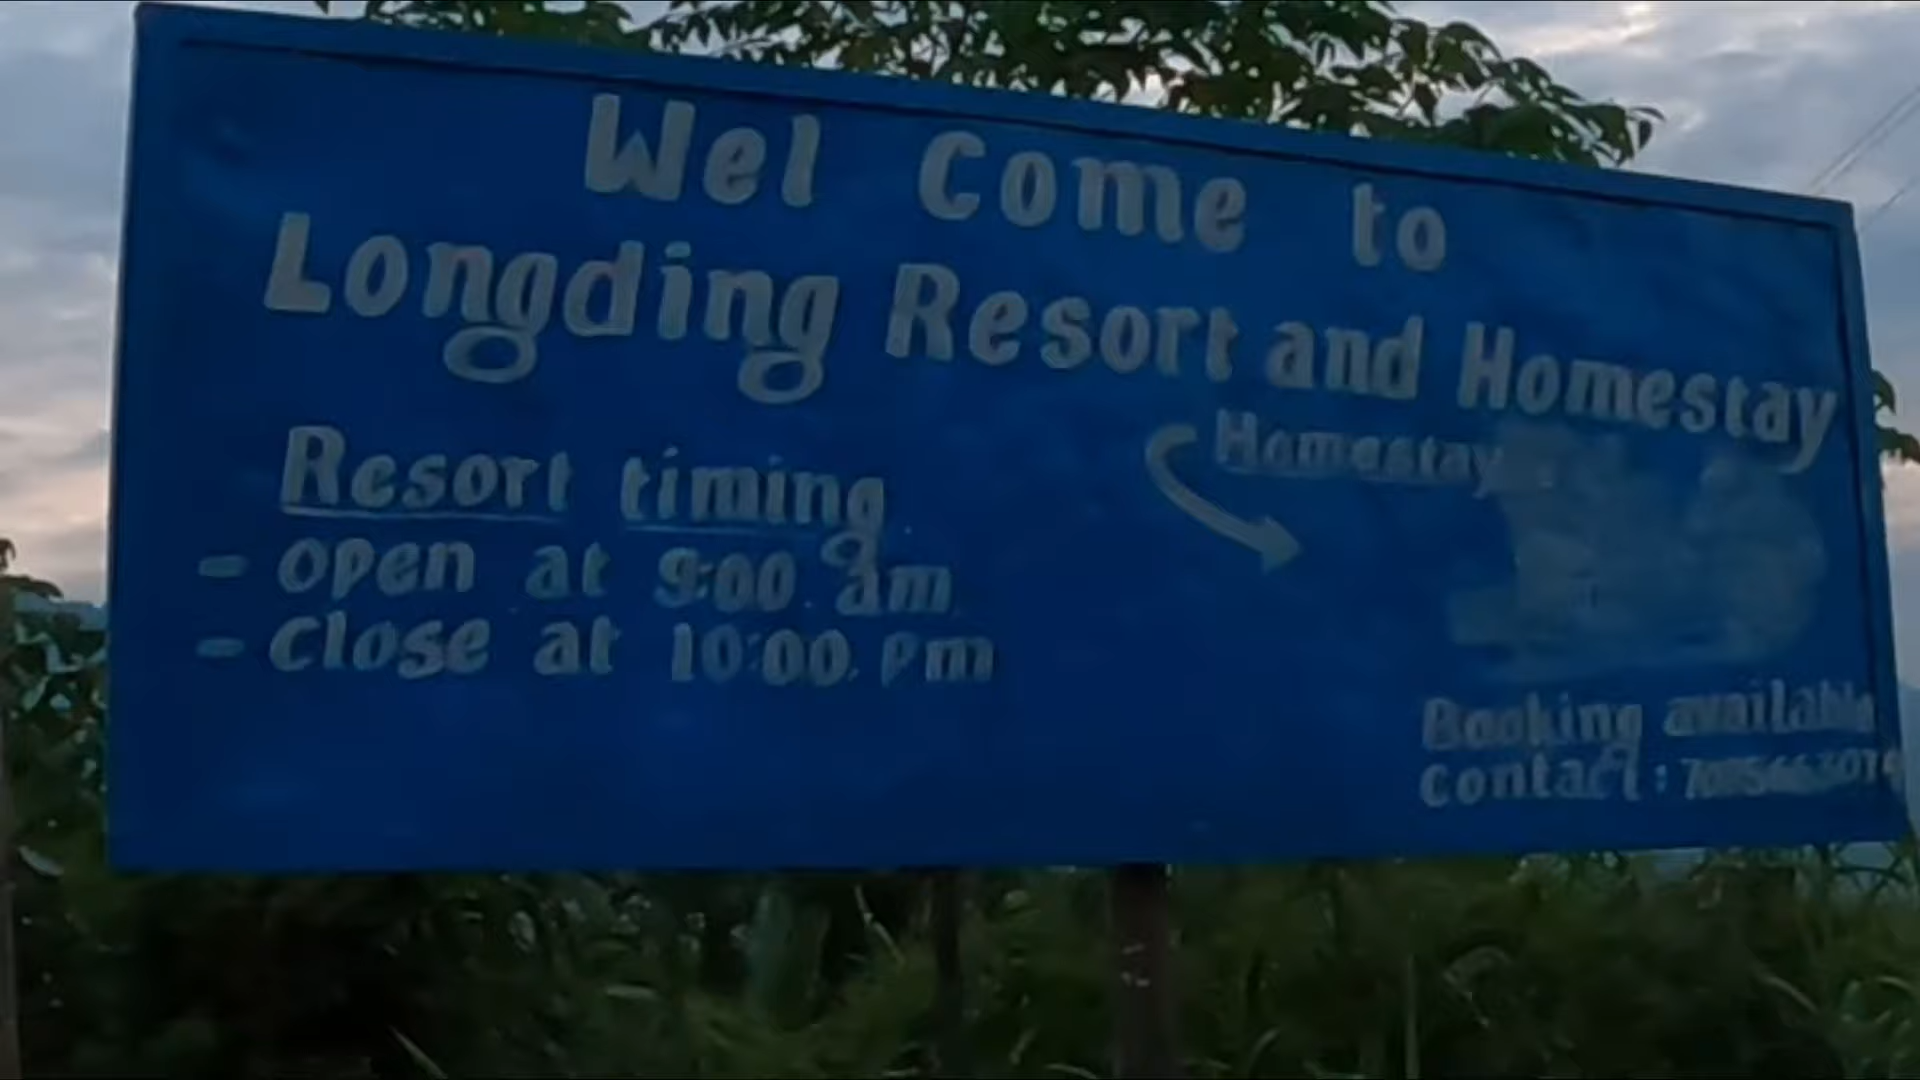 Wel Come to
Longding Resort and Homestay
Homestay
Resort timing
- open at 9:00 am
- Close at 10:00 Pm
Booking available
Contact :